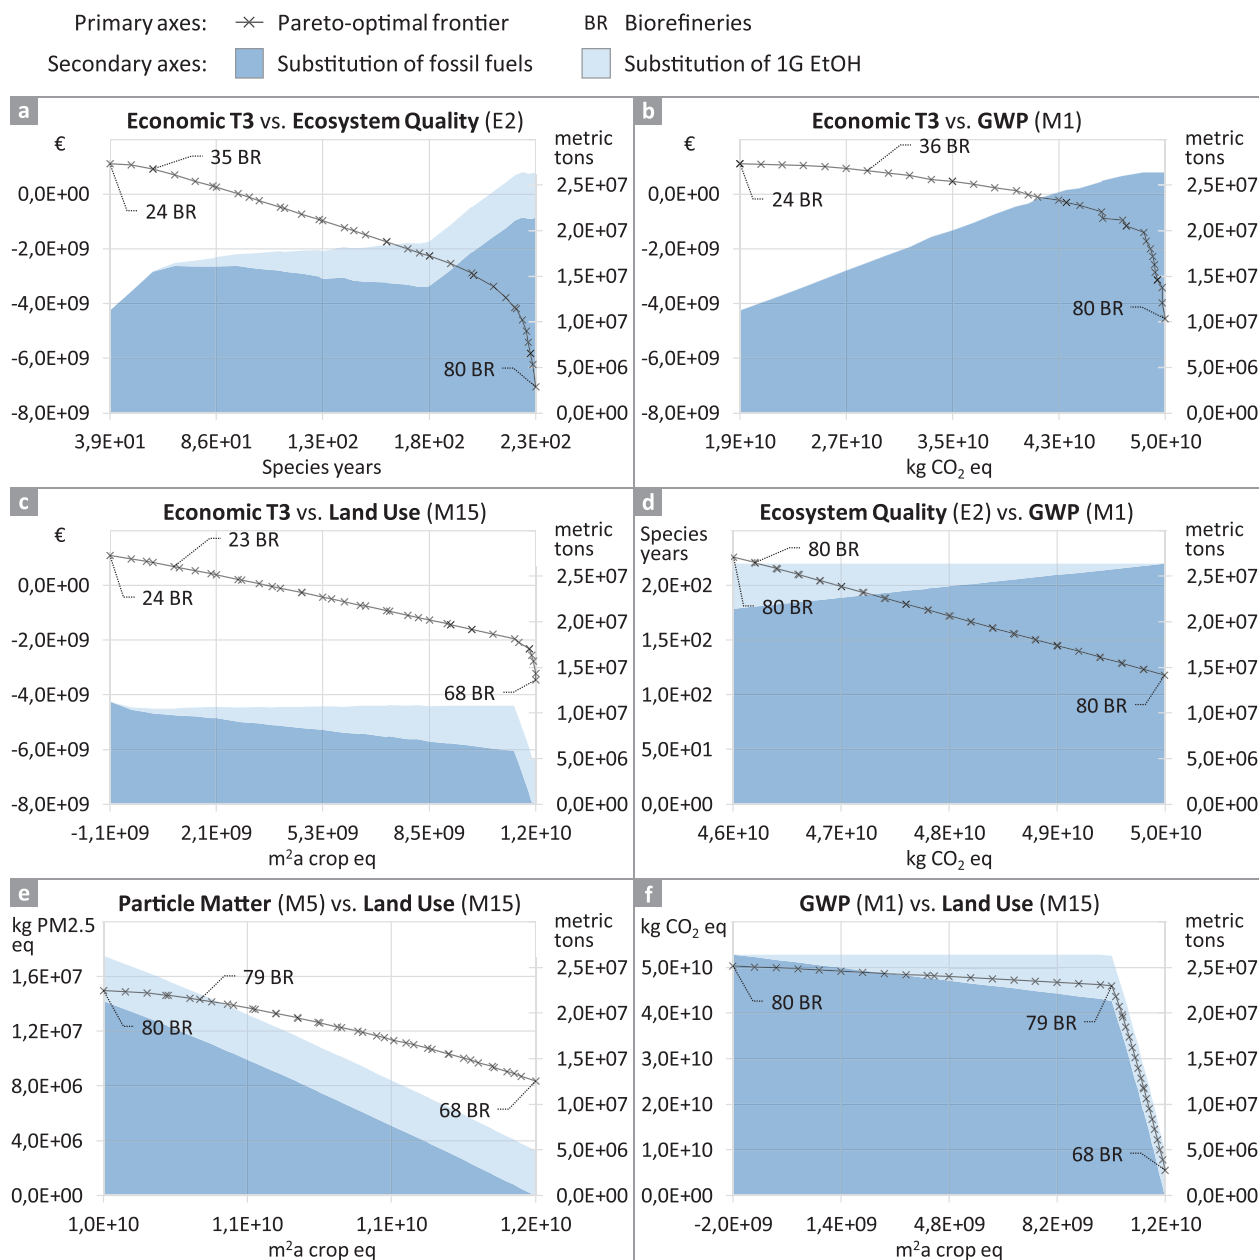 Primary axes: Pareto-optimal frontier BR Biorefineries
Secondary axes: Substitution of fossil fuels Substitution of 1G EtOH
a
Economic T3 vs. Ecosystem Quality (E2)
€
metric
tons
35 BR
24 BR
80 BR
0,0E+00
-2,0E+09
-4,0E+09
-6,0E+09
-8,0E+09
2,5E+07
2,0E+07
1,5E+07
1,0E+07
5,0E+06
0,0E+00
3,9E+01 8,6E+01 1,3E+02 1,8E+02 2,3E+02
Species years
b
Economic T3 vs. GWP (M1)
€
metric
tons
36 BR
24 BR
80 BR
0,0E+00
-2,0E+09
-4,0E+09
-6,0E+09
-8,0E+09
2,5E+07
2,0E+07
1,5E+07
1,0E+07
5,0E+06
0,0E+00
1,9E+10 2,7E+10 3,5E+10 4,3E+10 5,0E+10
kg CO2 eq
c
Economic T3 vs. Land Use (M15)
€
metric
tons
23 BR
24 BR
68 BR
0,0E+00
-2,0E+09
-4,0E+09
-6,0E+09
-8,0E+09
2,5E+07
2,0E+07
1,5E+07
1,0E+07
5,0E+06
0,0E+00
-1,1E+09 2,1E+09 5,3E+09 8,5E+09 1,2E+10
m²a crop eq
d
Ecosystem Quality (E2) vs. GWP (M1)
Species
years
metric
tons
80 BR
80 BR
80 BR
2,0E+02
1,5E+02
1,0E+02
5,0E+01
0,0E+00
2,5E+07
2,0E+07
1,5E+07
1,0E+07
5,0E+06
0,0E+00
4,6E+10 4,7E+10 4,8E+10 4,9E+10 5,0E+10
kg CO2 eq
e
Particle Matter (M5) vs. Land Use (M15)
kg PM2.5
eq
metric
tons
79 BR
80 BR
68 BR
1,6E+07
1,2E+07
8,0E+06
4,0E+06
0,0E+00
2,5E+07
2,0E+07
1,5E+07
1,0E+07
5,0E+06
0,0E+00
1,0E+10 1,1E+10 1,1E+10 1,2E+10
m²a crop eq
f
GWP (M1) vs. Land Use (M15)
kg CO2 eq
metric
tons
80 BR
79 BR
68 BR
5,0E+10
4,0E+10
3,0E+10
2,0E+10
1,0E+10
0,0E+00
2,5E+07
2,0E+07
1,5E+07
1,0E+07
5,0E+06
0,0E+00
-2,0E+09 1,4E+09 4,8E+09 8,2E+09 1,2E+10
m²a crop eq